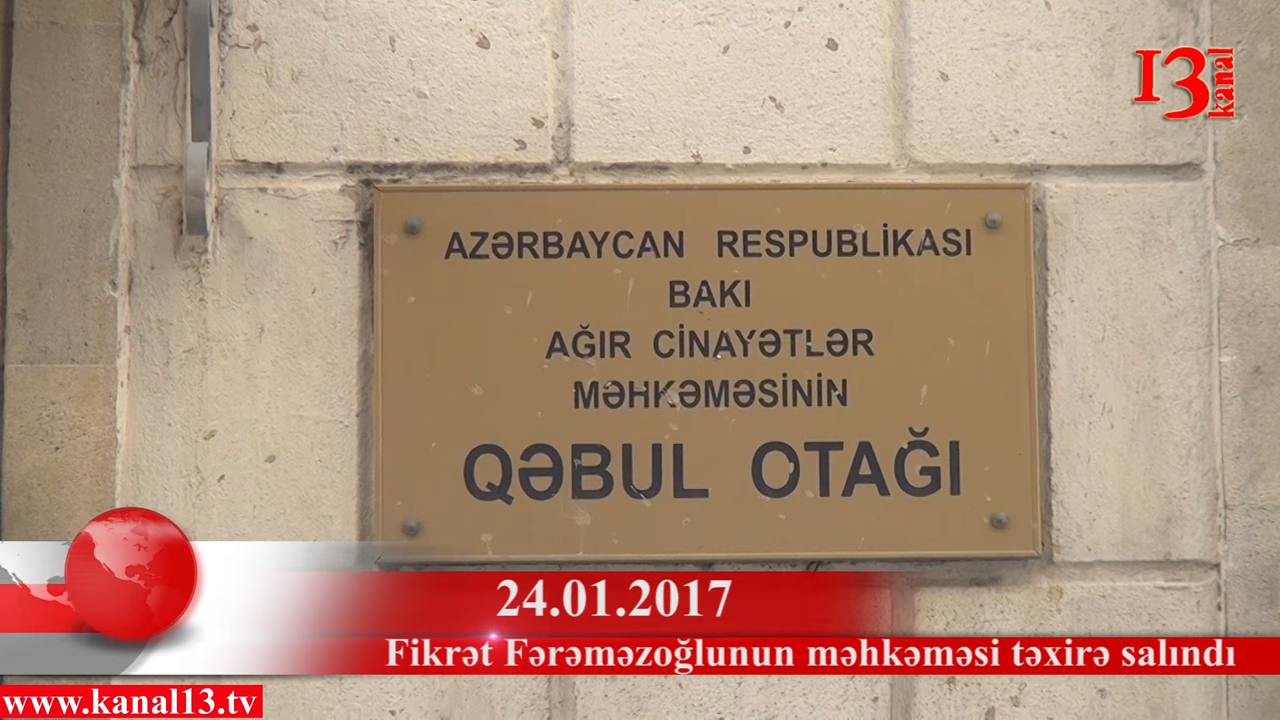 13 kanal
AZƏRBAYCAN RESPUBLİKASI
BAKI
AĞIR CİNAYƏTLƏR
MƏHKƏMƏSİNİN
QƏBUL OTAĞI
24.01.2017
Fikrət Fərəməzoğlunun məhkəməsi təxirə salındı
www.kanal13.tv